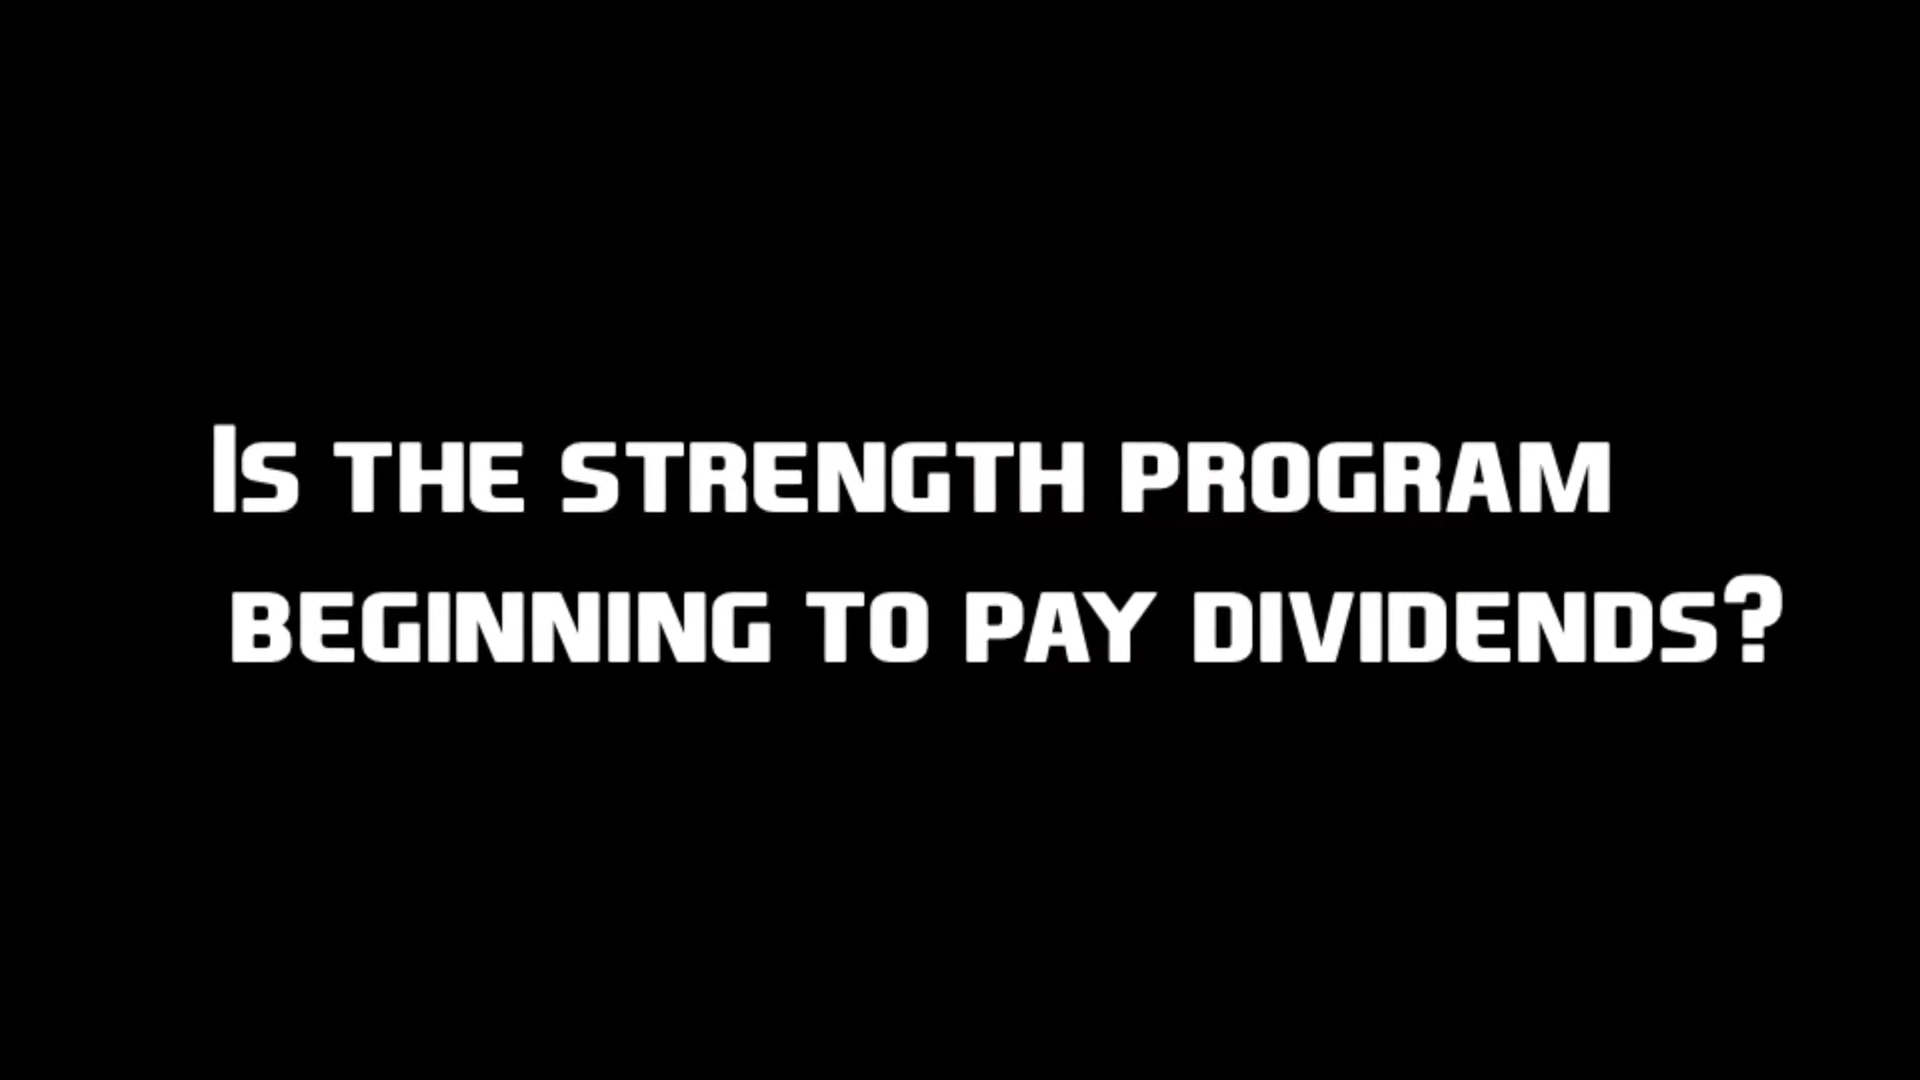 Is the strength program
beginning to pay dividends?